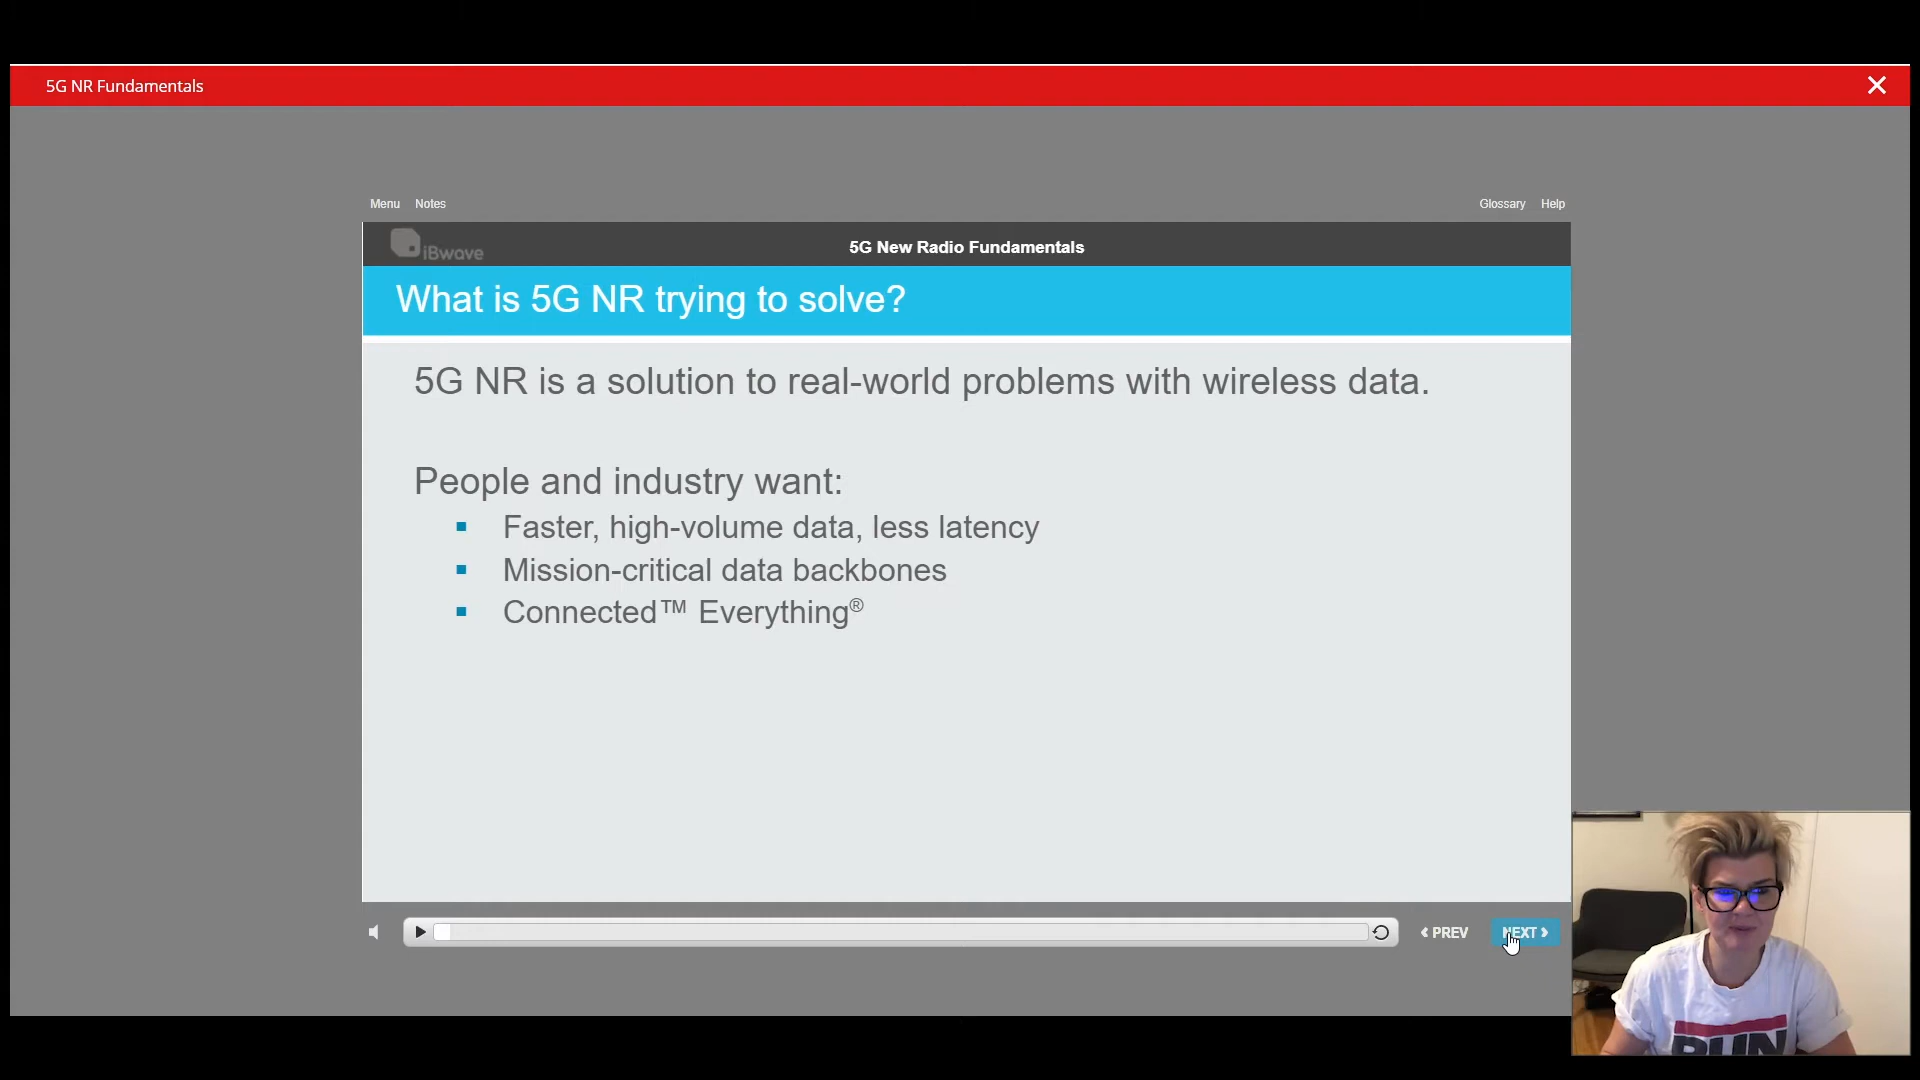 5G NR Fundamentals
Menu Notes
Glossary Help
iBwave
5G New Radio Fundamentals
What is 5G NR trying to solve?
5G NR is a solution to real-world problems with wireless data.
People and industry want:
▪ Faster, high-volume data, less latency
▪ Mission-critical data backbones
▪ Connected™ Everything®
PREV
NEXT
RUN